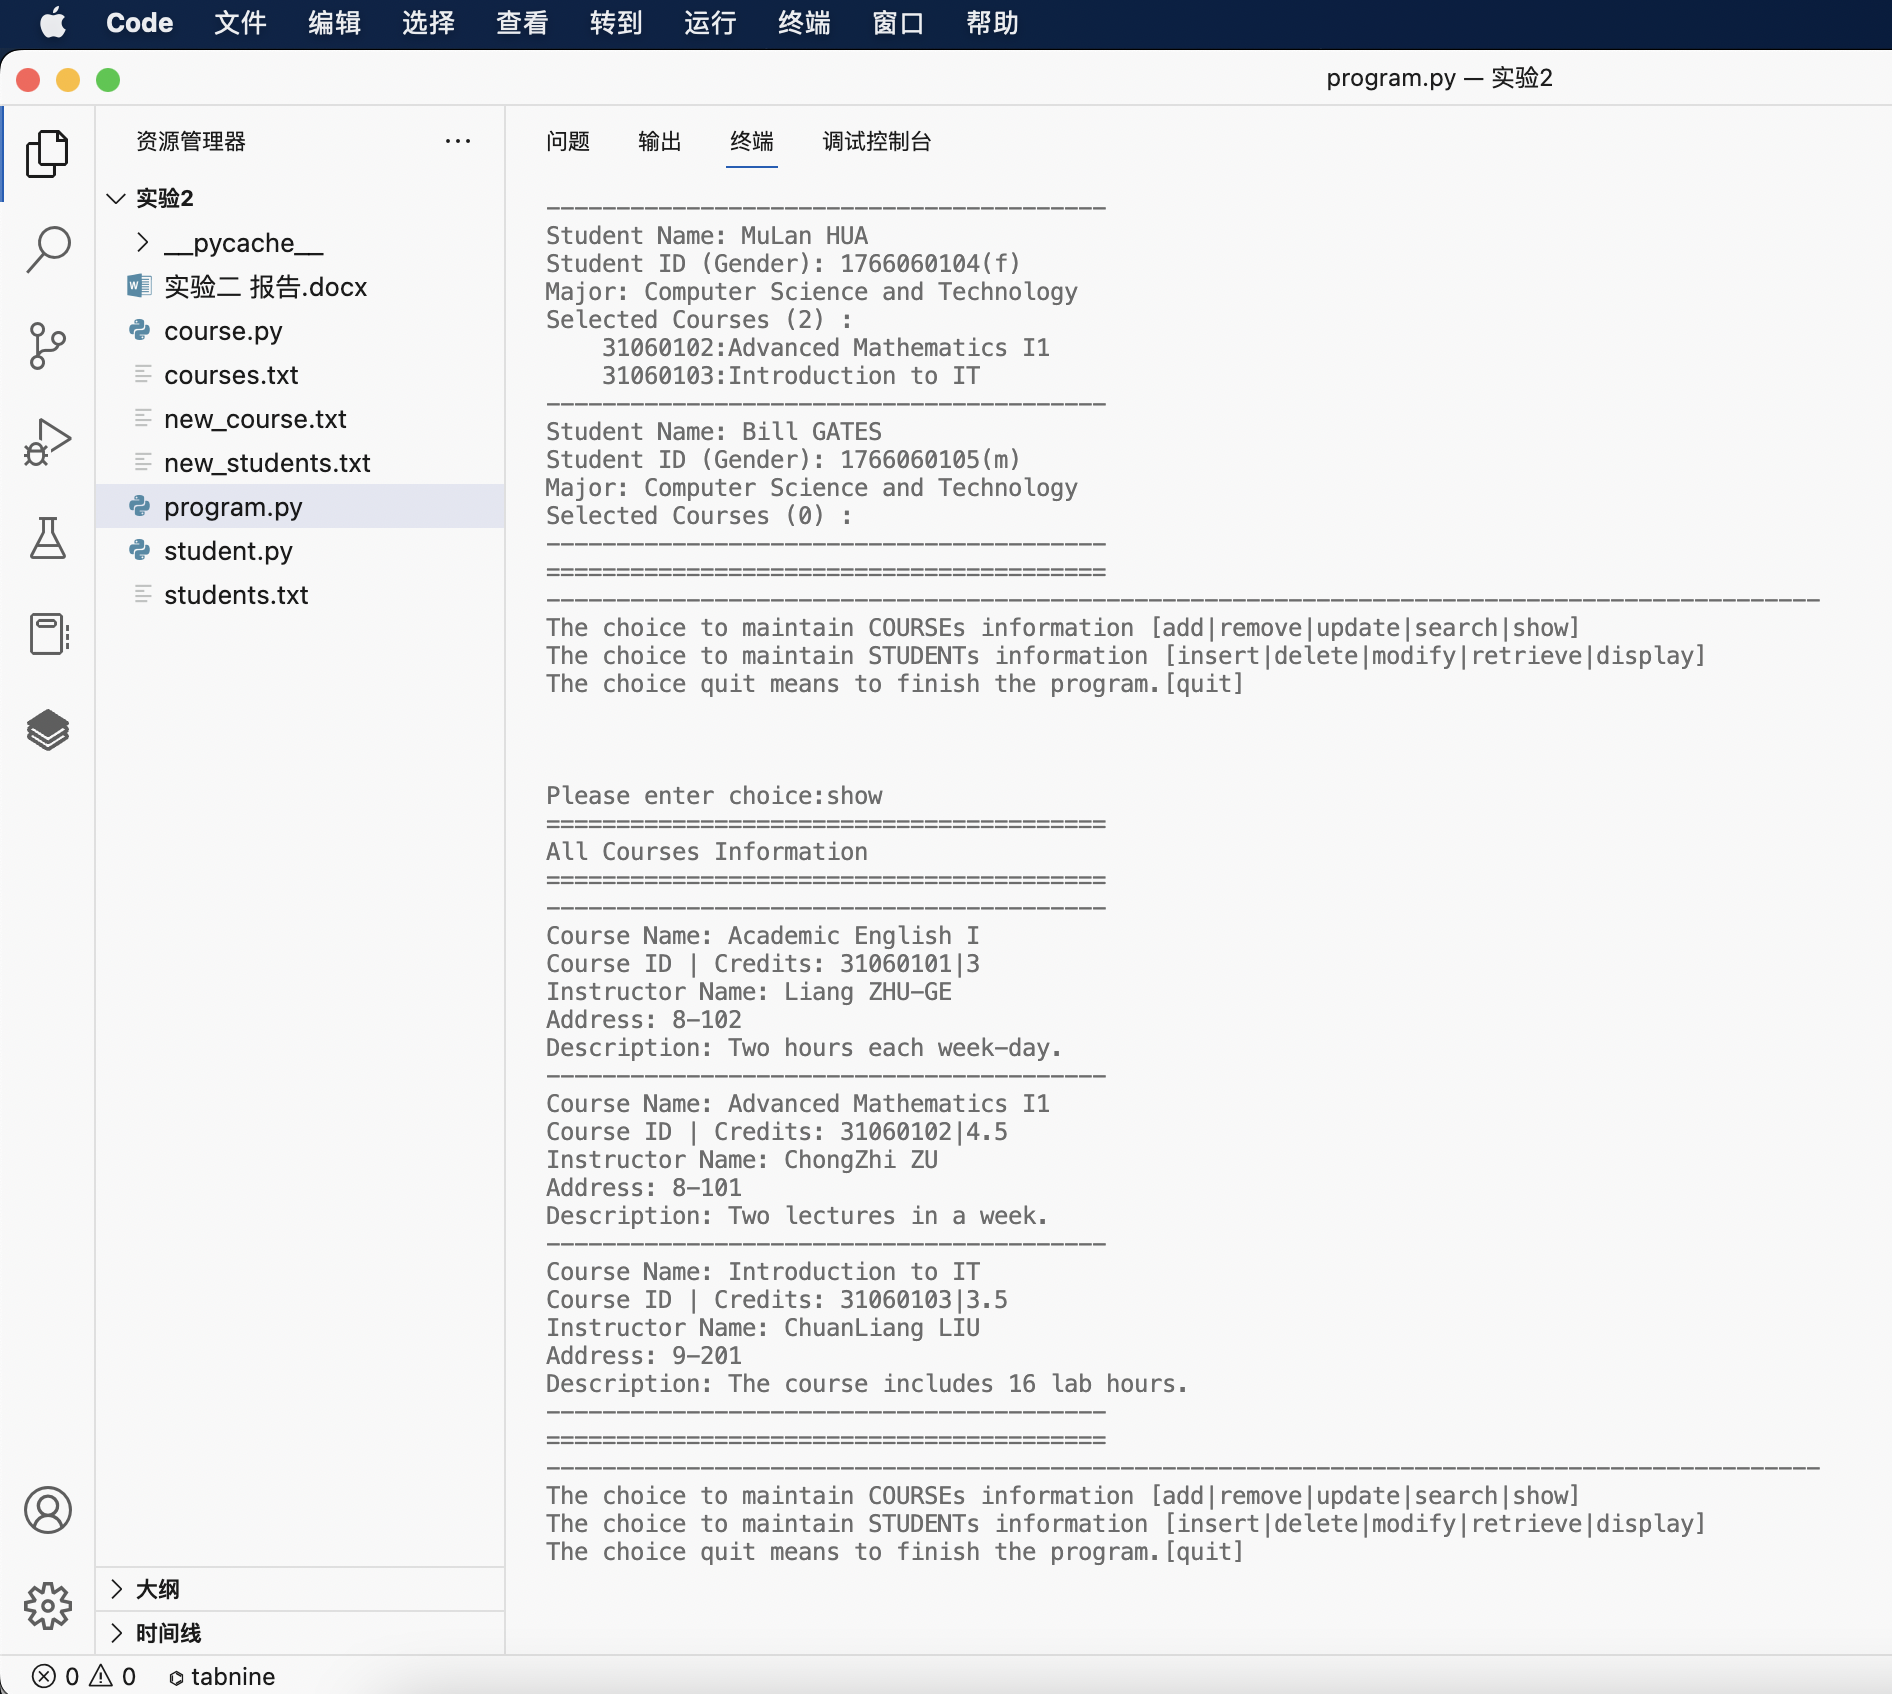 Code 文件 编辑 选择 查看 转到 运行 终端 窗口 帮助
program.py — 实验2
资源管理器 ...
实验2
__pycache__
实验二 报告.docx
course.py
courses.txt
new_course.txt
new_students.txt
program.py
student.py
students.txt
大纲
时间线
问题 输出 终端 调试控制台
----------------------------------------
Student Name: MuLan HUA
Student ID (Gender): 1766060104(f)
Major: Computer Science and Technology
Selected Courses (2) :
    31060102:Advanced Mathematics I1
    31060103:Introduction to IT
----------------------------------------
Student Name: Bill GATES
Student ID (Gender): 1766060105(m)
Major: Computer Science and Technology
Selected Courses (0) :
----------------------------------------
========================================
-------------------------------------------------------------------------------------------
The choice to maintain COURSEs information [add|remove|update|search|show]
The choice to maintain STUDENTs information [insert|delete|modify|retrieve|display]
The choice quit means to finish the program.[quit]
Please enter choice:show
========================================
All Courses Information
========================================
----------------------------------------
Course Name: Academic English I
Course ID | Credits: 31060101|3
Instructor Name: Liang ZHU-GE
Address: 8-102
Description: Two hours each week-day.
----------------------------------------
Course Name: Advanced Mathematics I1
Course ID | Credits: 31060102|4.5
Instructor Name: ChongZhi ZU
Address: 8-101
Description: Two lectures in a week.
----------------------------------------
Course Name: Introduction to IT
Course ID | Credits: 31060103|3.5
Instructor Name: ChuanLiang LIU
Address: 9-201
Description: The course includes 16 lab hours.
----------------------------------------
========================================
-------------------------------------------------------------------------------------------
The choice to maintain COURSEs information [add|remove|update|search|show]
The choice to maintain STUDENTs information [insert|delete|modify|retrieve|display]
The choice quit means to finish the program.[quit]
0 0 tabnine